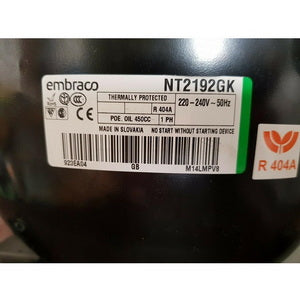 embraco NT2192GK
THERMALLY PROTECTED
R 404A
220 - 240V ~ 50Hz
POE. OIL 450CC 1 PH
MADE IN SLOVAKIA NO START WITHOUT STARTING DEVICE
923EA04 GB M14LMPV8
R 404A